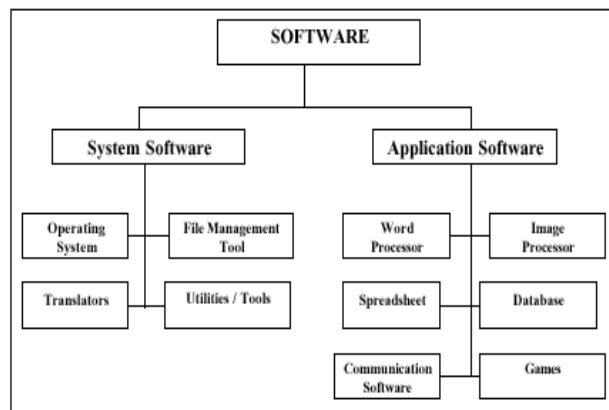 SOFTWARE
System Software
Application Software
Operating
System
File Management
Tool
Word
Processor
Image
Processor
Translators
Utilities / Tools
Spreadsheet
Database
Communication
Software
Games